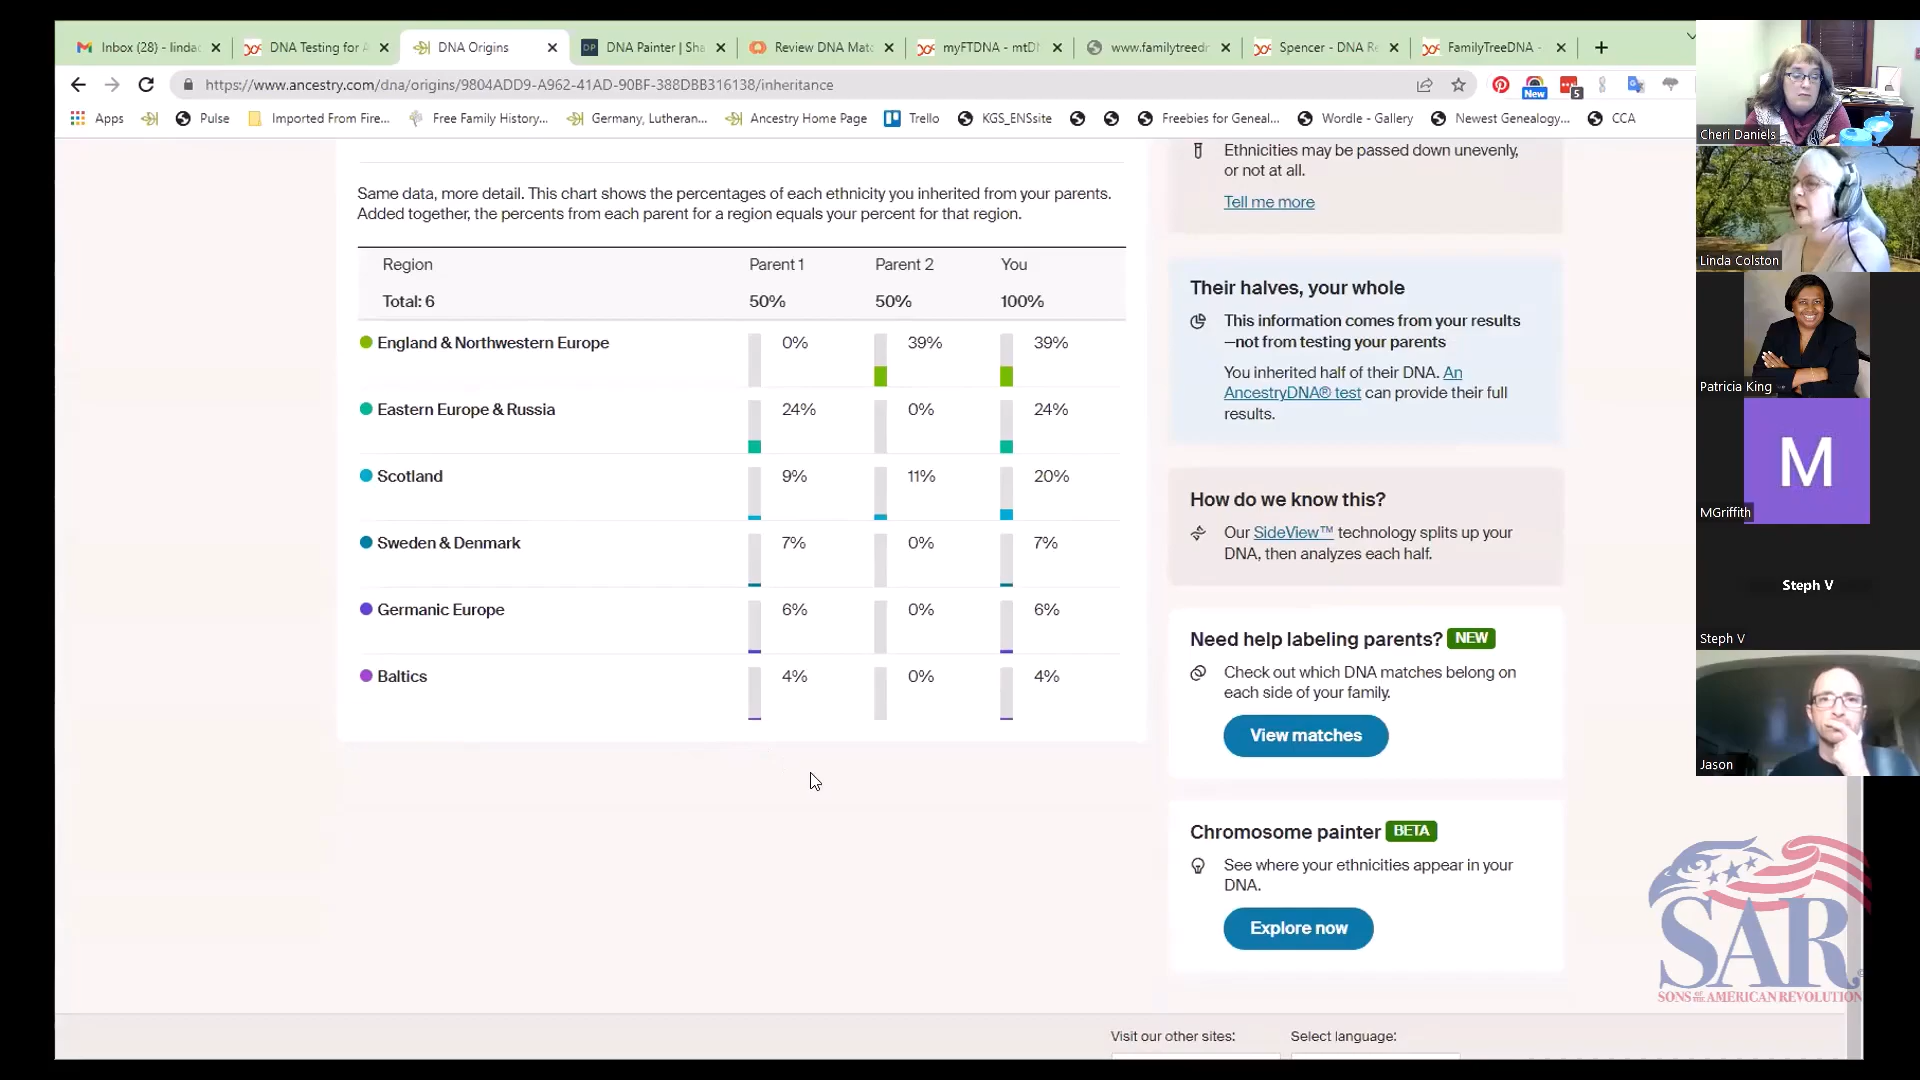 Inbox (28) - linda
DNA Testing for A
DNA Origins
DNA Painter | Sha
Review DNA Matc
myFTDNA - mtD
www.familytreed
Spencer - DNA Re
FamilyTreeDNA -
https://www.ancestry.com/dna/origins/9804ADD9-A962-41AD-90BF-388DBB316138/inheritance
New
5
Apps
Pulse
Imported From Fire...
Free Family History...
Germany, Lutheran...
Ancestry Home Page
Trello
KGS_ENSsite
Freebies for Geneal...
Wordle - Gallery
Newest Genealogy...
CCA
Same data, more detail. This chart shows the percentages of each ethnicity you inherited from your parents.
Added together, the percents from each parent for a region equals your percent for that region.
Region Parent 1 Parent 2 You
Total: 6 50% 50% 100%
England & Northwestern Europe 0% 39% 39%
Eastern Europe & Russia 24% 0% 24%
Scotland 9% 11% 20%
Sweden & Denmark 7% 0% 7%
Germanic Europe 6% 0% 6%
Baltics 4% 0% 4%
Ethnicities may be passed down unevenly,
or not at all.
Tell me more
Their halves, your whole
This information comes from your results
—not from testing your parents
You inherited half of their DNA. An
AncestryDNA® test can provide their full
results.
How do we know this?
Our SideView™ technology splits up your
DNA, then analyzes each half.
Need help labeling parents? NEW
Check out which DNA matches belong on
each side of your family.
View matches
Chromosome painter BETA
See where your ethnicities appear in your
DNA.
Explore now
Visit our other sites:
Select language:
Cheri Daniels
Linda Colston
Patricia King
M
MGriffith
Steph V
Steph V
Jason
SAR
SONS OF THE AMERICAN REVOLUTION